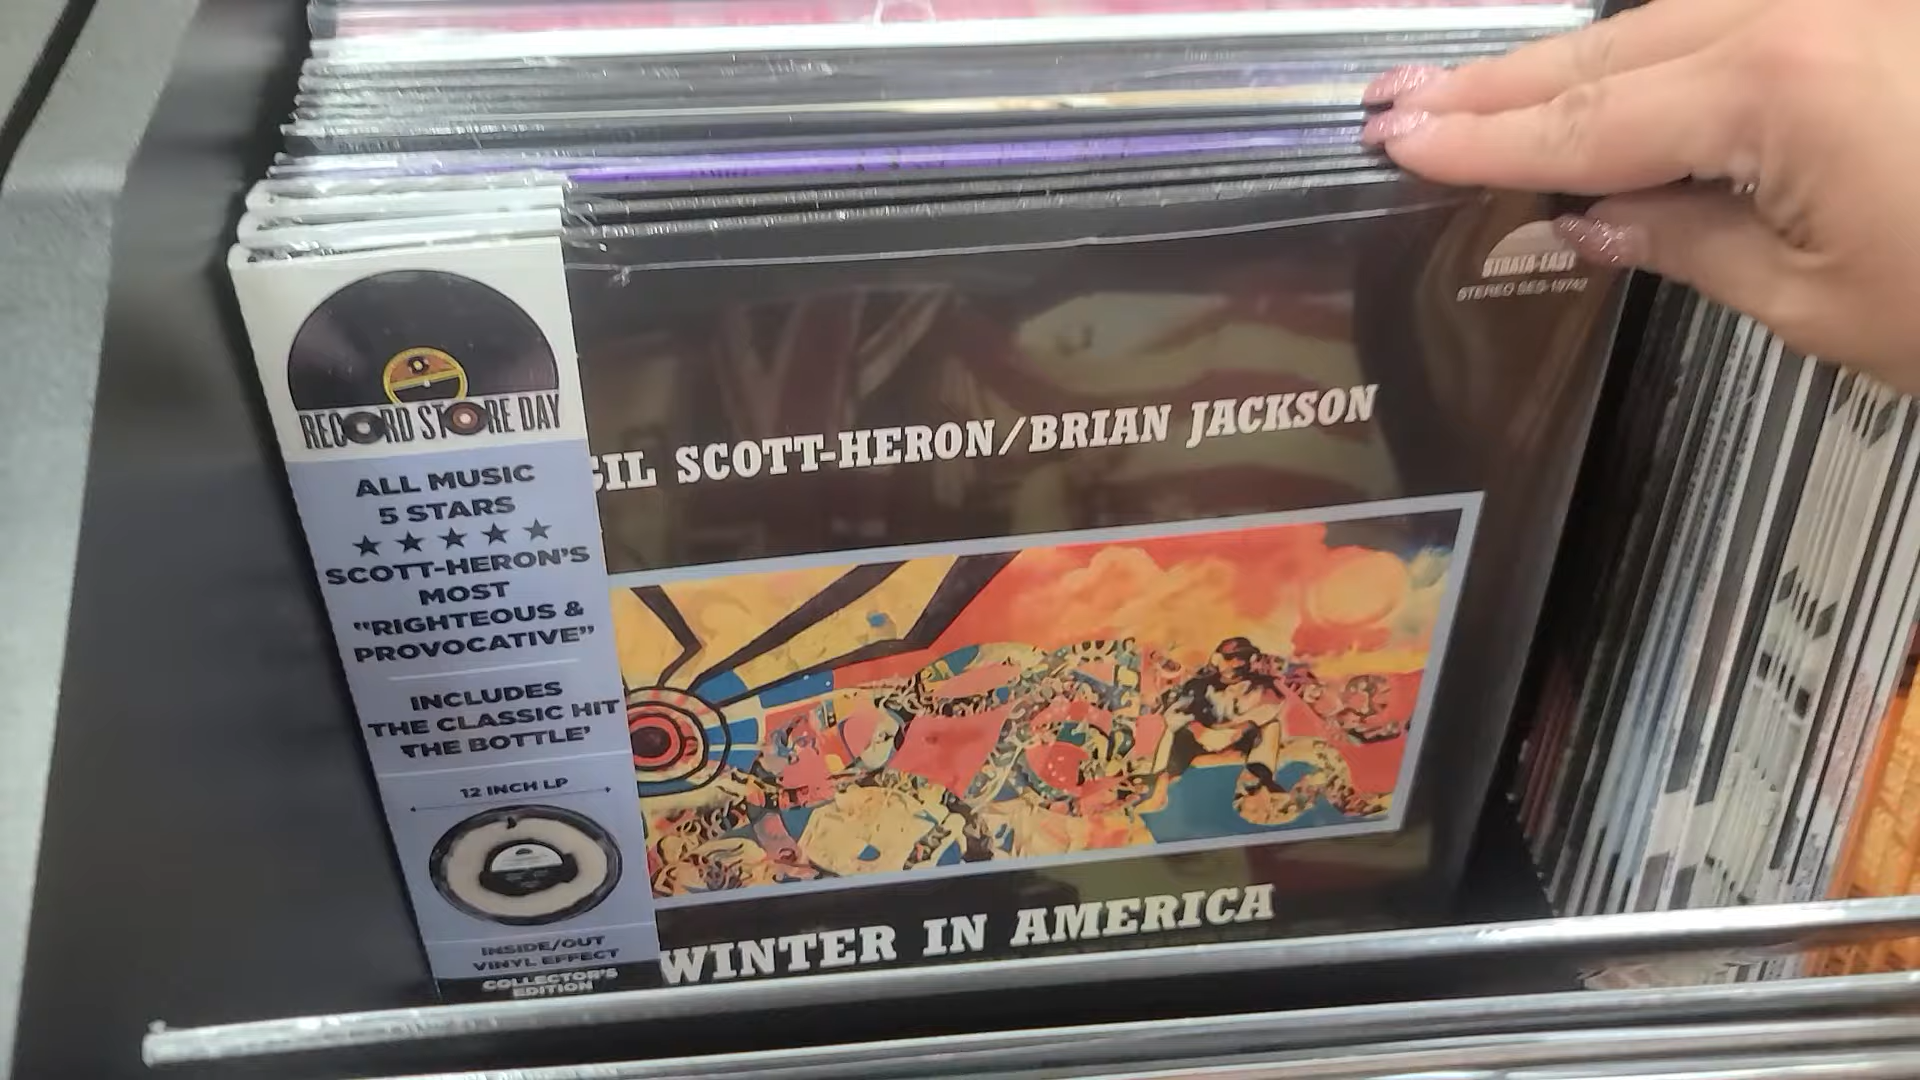 STRATA-EAST
STEREO SES-19742
RECORD STORE DAY
GIL SCOTT-HERON/BRIAN JACKSON
ALL MUSIC
5 STARS
★ ★ ★ ★ ★
SCOTT-HERON'S
MOST
"RIGHTEOUS &
PROVOCATIVE"
INCLUDES
THE CLASSIC HIT
'THE BOTTLE'
12 INCH LP
INSIDE/OUT
VINYL EFFECT
COLLECTOR'S
EDITION
WINTER IN AMERICA